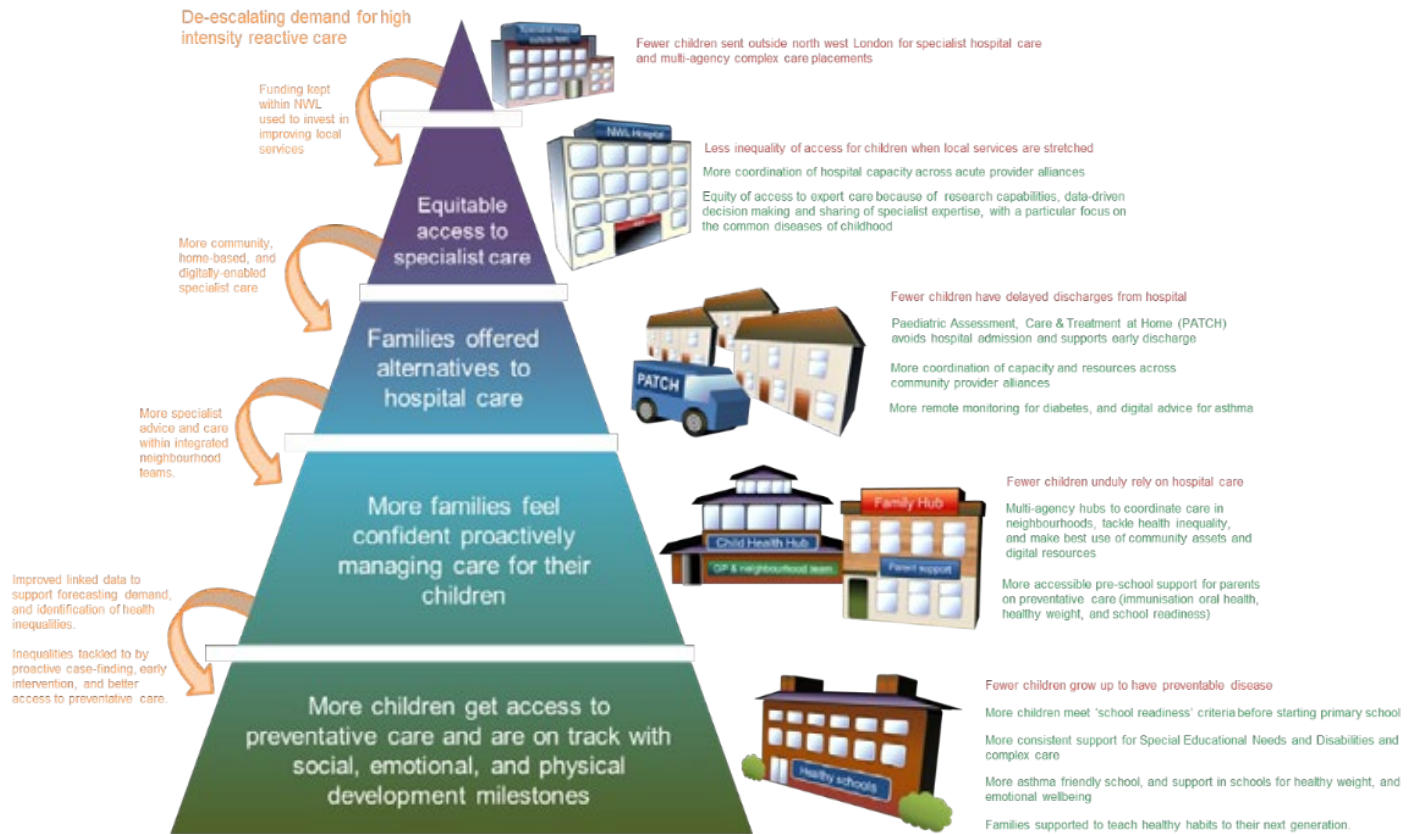 De-escalating demand for high
intensity reactive care
Specialist Hospital
outside NWL
Fewer children sent outside north west London for specialist hospital care
and multi-agency complex care placements
Funding kept
within NWL
used to invest in
improving local
services
NWL Hospital
Less inequality of access for children when local services are stretched
More coordination of hospital capacity across acute provider alliances
Equity of access to expert care because of research capabilities, data-driven
decision making and sharing of specialist expertise, with a particular focus on
the common diseases of childhood
Equitable
access to
specialist care
More community,
home-based, and
digitally-enabled
specialist care
Fewer children have delayed discharges from hospital
Paediatric Assessment, Care & Treatment at Home (PATCH)
avoids hospital admission and supports early discharge
More coordination of capacity and resources across
community provider alliances
More remote monitoring for diabetes, and digital advice for asthma
PATCH
Families offered
alternatives to
hospital care
More specialist
advice and care
within integrated
neighbourhood
teams.
Fewer children unduly rely on hospital care
Multi-agency hubs to coordinate care in
neighbourhoods, tackle health inequality,
and make best use of community assets and
digital resources
More accessible pre-school support for parents
on preventative care (immunisation oral health,
healthy weight, and school readiness)
Family Hub
Child Health Hub
GP & neighbourhood team
Parent support
More families feel
confident proactively
managing care for their
children
Improved linked data to
support forecasting demand,
and identification of health
inequalities.
Inequalities tackled to by
proactive case-finding, early
intervention, and better
access to preventative care.
More children get access to
preventative care and are on track with
social, emotional, and physical
development milestones
Healthy schools
Fewer children grow up to have preventable disease
More children meet 'school readiness' criteria before starting primary school
More consistent support for Special Educational Needs and Disabilities and
complex care
More asthma friendly school, and support in schools for healthy weight, and
emotional wellbeing
Families supported to teach healthy habits to their next generation.